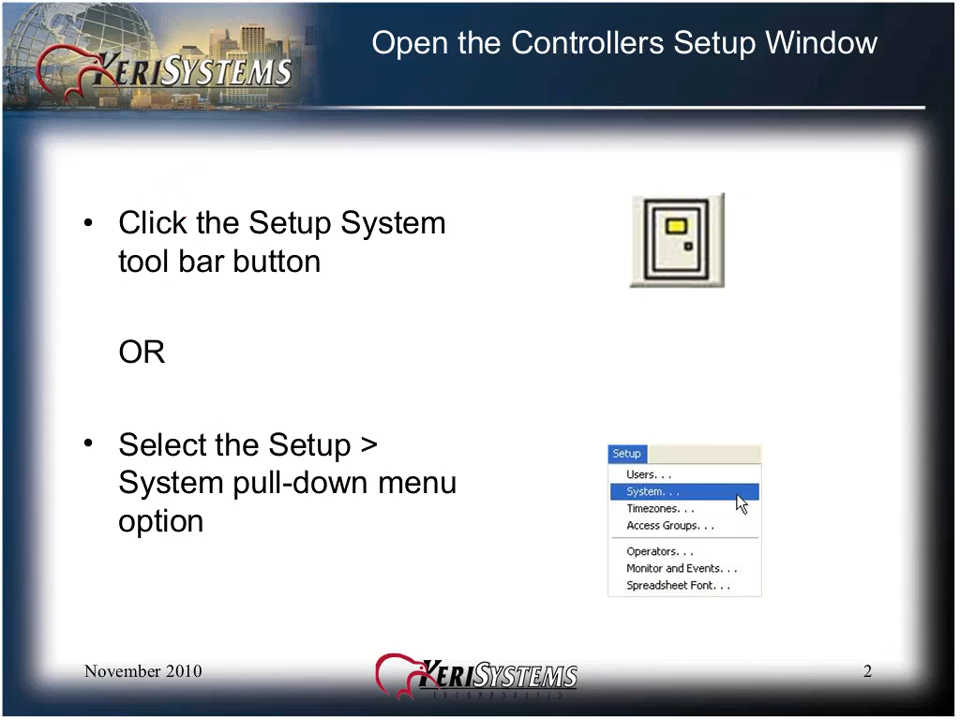 KERISYSTEMS
Open the Controllers Setup Window
• Click the Setup System
tool bar button
OR
• Select the Setup >
System pull-down menu
option
Setup
Users. . .
System. . .
Timezones. . .
Access Groups. . .
Operators. . .
Monitor and Events. . .
Spreadsheet Font. . .
November 2010
KERISYSTEMS
INCORPORATED
2